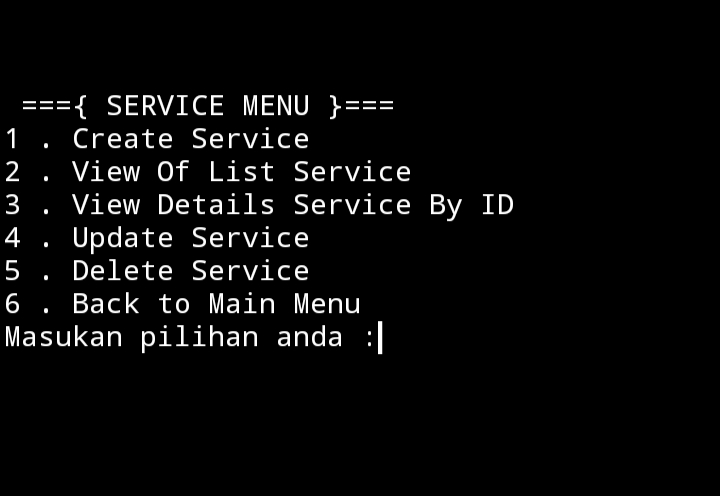 ==={ SERVICE MENU }===
1 . Create Service
2 . View Of List Service
3 . View Details Service By ID
4 . Update Service
5 . Delete Service
6 . Back to Main Menu
Masukan pilihan anda :